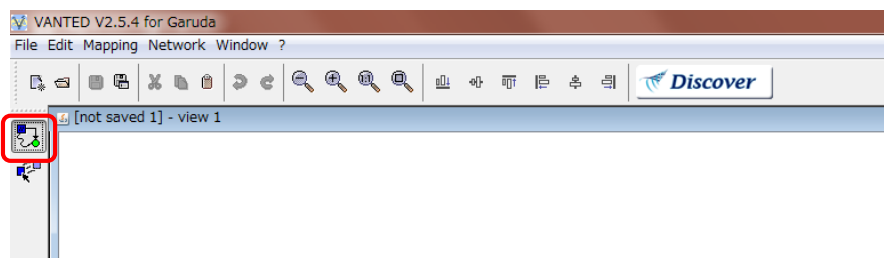 VANTED V2.5.4 for Garuda
File Edit Mapping Network Window ?
Discover
[not saved 1] - view 1